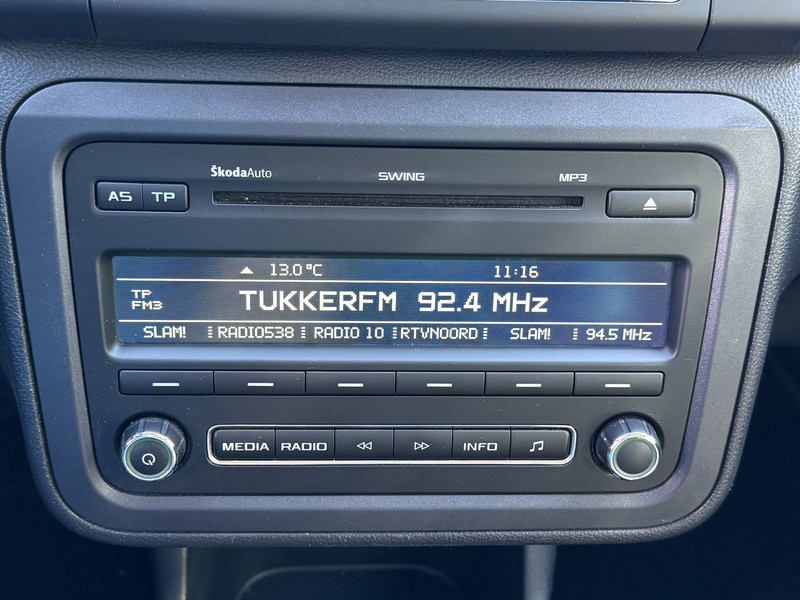 ŠkodaAuto SWING MP3
AS TP
13.0 °C 11:16
TP
FM3
TUKKERFM 92.4 MHz
SLAM! RADIO538 RADIO 10 RTVNOORD SLAM! 94.5 MHz
MEDIA RADIO INFO